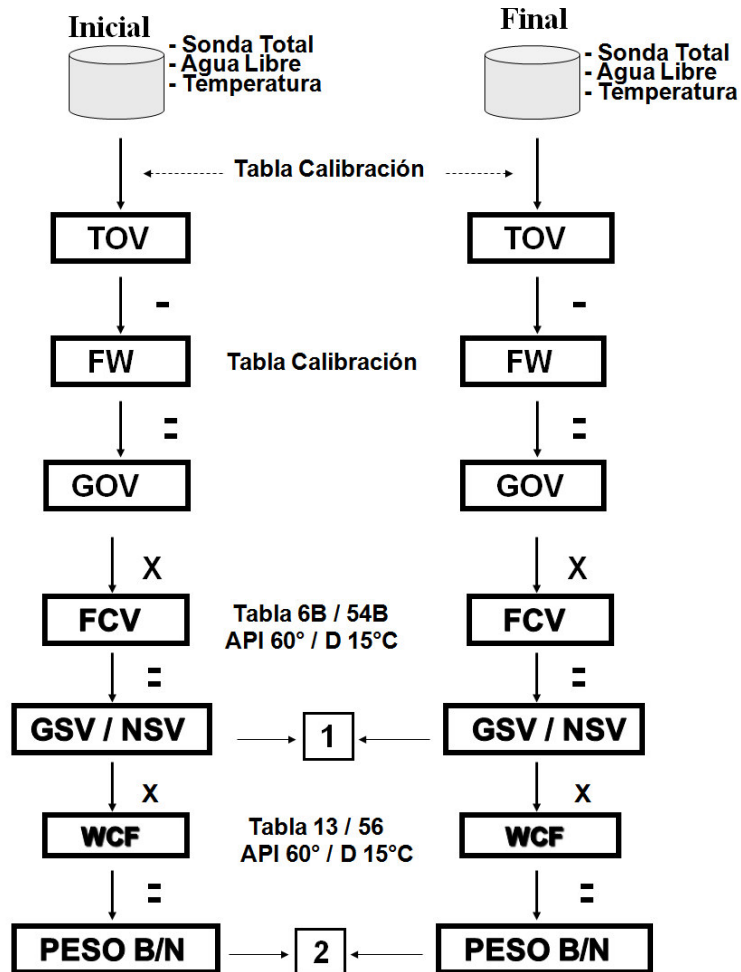 Inicial
- Sonda Total
- Agua Libre
- Temperatura
Final
- Sonda Total
- Agua Libre
- Temperatura
Tabla Calibración
TOV
TOV
-
-
FW
Tabla Calibración
FW
=
=
GOV
GOV
X
X
FCV
Tabla 6B / 54B
API 60° / D 15°C
FCV
=
=
GSV / NSV
1
GSV / NSV
X
X
WCF
Tabla 13 / 56
API 60° / D 15°C
WCF
=
=
PESO B/N
2
PESO B/N